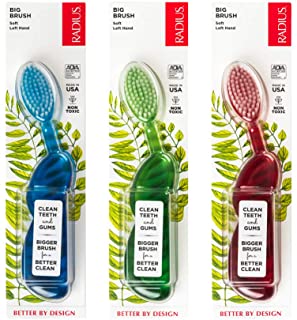 BIG
BRUSH
Soft
Left Hand
RADIUS
ADA
MADE IN
USA
NON
TOXIC
CLEAN
TEETH
and
GUMS
BIGGER
BRUSH
for a
BETTER
CLEAN
BETTER BY DESIGN
BIG
BRUSH
Soft
Left Hand
RADIUS
ADA
MADE IN
USA
NON
TOXIC
CLEAN
TEETH
and
GUMS
BIGGER
BRUSH
for a
BETTER
CLEAN
BETTER BY DESIGN
BIG
BRUSH
Soft
Left Hand
RADIUS
ADA
MADE IN
USA
NON
TOXIC
CLEAN
TEETH
and
GUMS
BIGGER
BRUSH
for a
BETTER
CLEAN
BETTER BY DESIGN